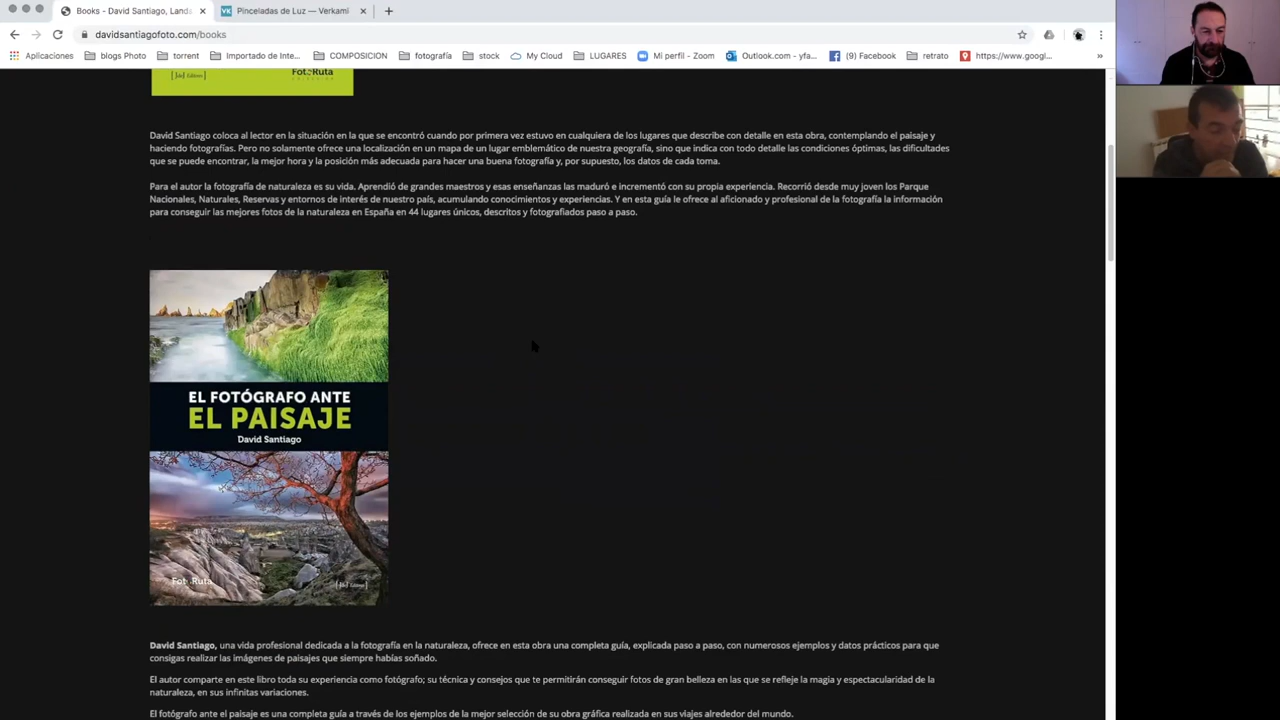 Books - David Santiago, Landa
Pinceladas de Luz — Verkami
davidsantiagofoto.com/books
Aplicaciones blogs Photo torrent Importado de Inte... COMPOSICION fotografía stock My Cloud LUGARES Mi perfil - Zoom Outlook.com - yfa... (9) Facebook retrato https://www.googl... »
Fot Ruta
David Santiago coloca al lector en la situación en la que se encontró cuando por primera vez estuvo en cualquiera de los lugares que describe con detalle en esta obra, contemplando el paisaje y
haciendo fotografías. Pero no solamente ofrece una localización en un mapa de un lugar emblemático de nuestra geografía, sino que indica con todo detalle las condiciones óptimas, las dificultades
que se puede encontrar, la mejor hora y la posición más adecuada para hacer una buena fotografía y, por supuesto, los datos de cada toma.
Para el autor la fotografía de naturaleza es su vida. Aprendió de grandes maestros y esas enseñanzas las maduró e incrementó con su propia experiencia. Recorrió desde muy joven los Parque
Nacionales, Naturales, Reservas y entornos de interés de nuestro país, acumulando conocimientos y experiencias. Y en esta guía le ofrece al aficionado y profesional de la fotografía la información
para conseguir las mejores fotos de la naturaleza en España en 44 lugares únicos, descritos y fotografiados paso a paso.
EL FOTÓGRAFO ANTE
EL PAISAJE
David Santiago
Fot Ruta
David Santiago, una vida profesional dedicada a la fotografía en la naturaleza, ofrece en esta obra una completa guía, explicada paso a paso, con numerosos ejemplos y datos prácticos para que
consigas realizar las imágenes de paisajes que siempre habías soñado.
El autor comparte en este libro toda su experiencia como fotógrafo; su técnica y consejos que te permitirán conseguir fotos de gran belleza en las que se refleje la magia y espectacularidad de la
naturaleza, en sus infinitas variaciones.
El fotógrafo ante el paisaje es una completa guía a través de los ejemplos de la mejor selección de su obra gráfica realizada en sus viajes alrededor del mundo.